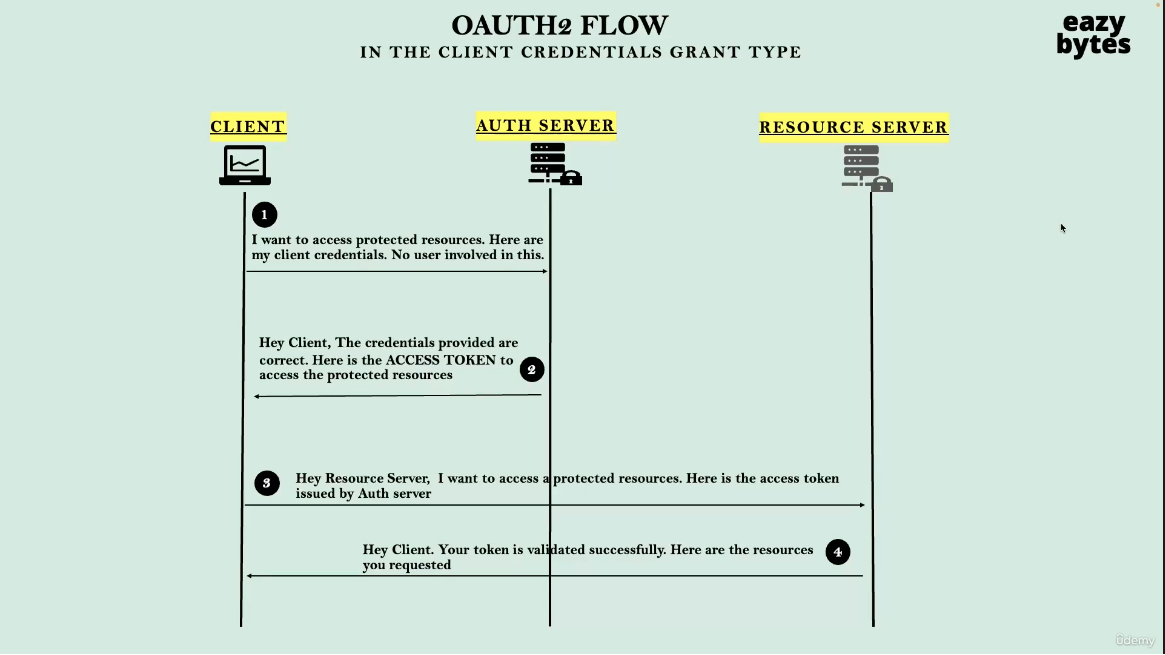 OAUTH2 FLOW
IN THE CLIENT CREDENTIALS GRANT TYPE
eazy
bytes
CLIENT
AUTH SERVER
RESOURCE SERVER
1
I want to access protected resources. Here are
my client credentials. No user involved in this.
Hey Client, The credentials provided are
correct. Here is the ACCESS TOKEN to
access the protected resources
2
3
Hey Resource Server,  I want to access a protected resources. Here is the access token
issued by Auth server
Hey Client. Your token is validated successfully. Here are the resources
you requested
4
ûdemy